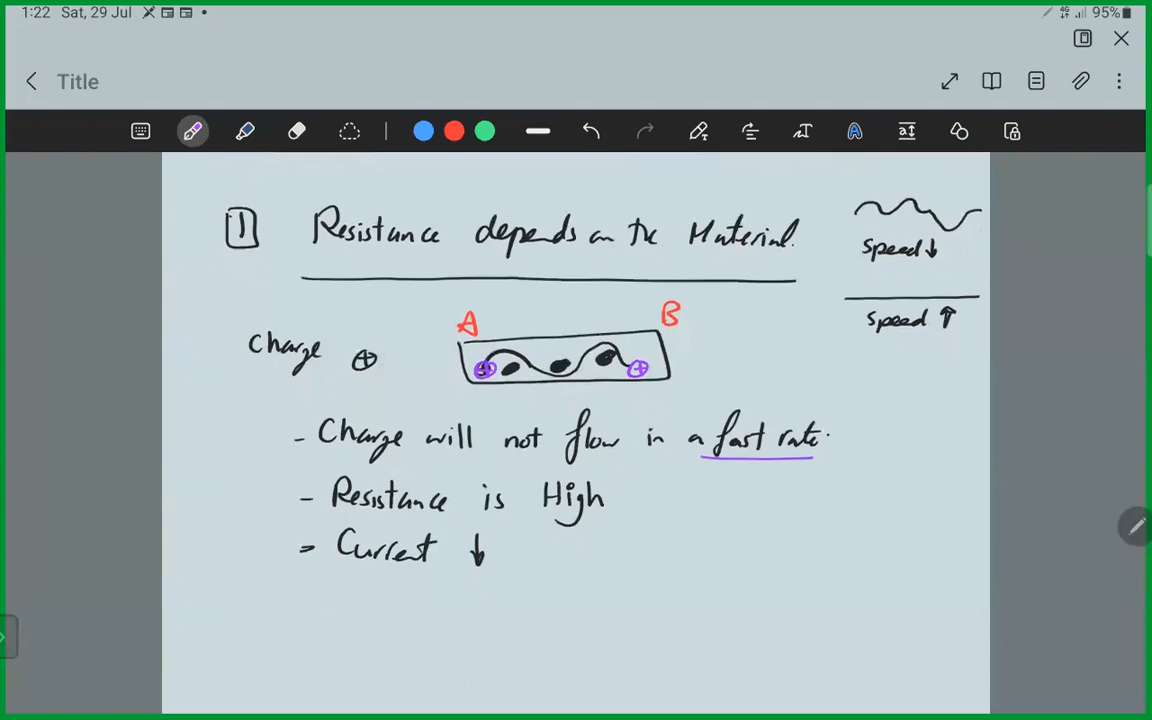 1:22 Sat, 29 Jul
4G 95%
Title
1 Resistance depends on the Material.
Speed ↓
Speed ↑
A B
Charge ⊕
+ +
- Charge will not flow in a fast rate.
- Resistance is High
- Current ↓